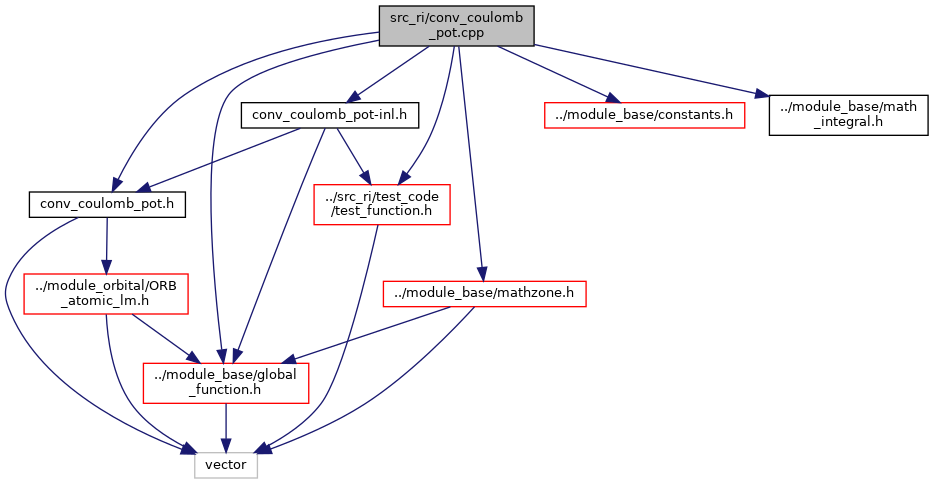 src_ri/conv_coulomb
_pot.cpp
conv_coulomb_pot-inl.h
../module_base/constants.h
../module_base/math
_integral.h
conv_coulomb_pot.h
../src_ri/test_code
/test_function.h
../module_orbital/ORB
_atomic_lm.h
../module_base/mathzone.h
../module_base/global
_function.h
vector